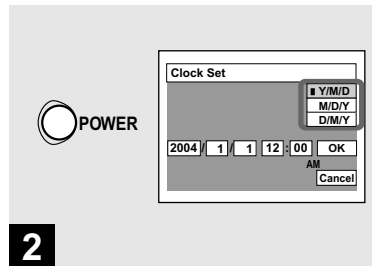 Clock Set
Y/M/D
M/D/Y
D/M/Y
POWER
2004 / 1 / 1 12 : 00 OK
AM
Cancel
2